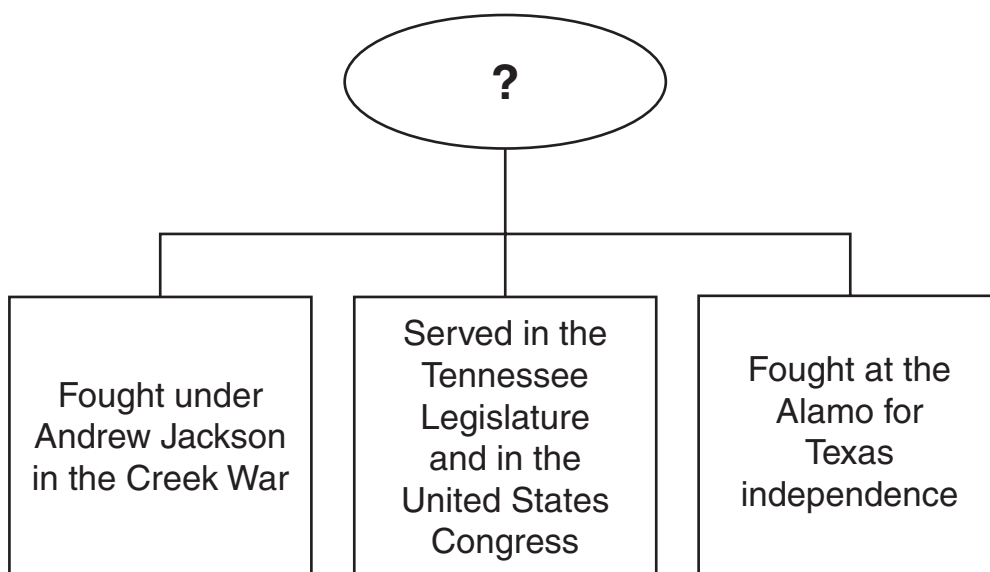 ?
Fought under
Andrew Jackson
in the Creek War
Served in the
Tennessee
Legislature
and in the
United States
Congress
Fought at the
Alamo for
Texas
independence